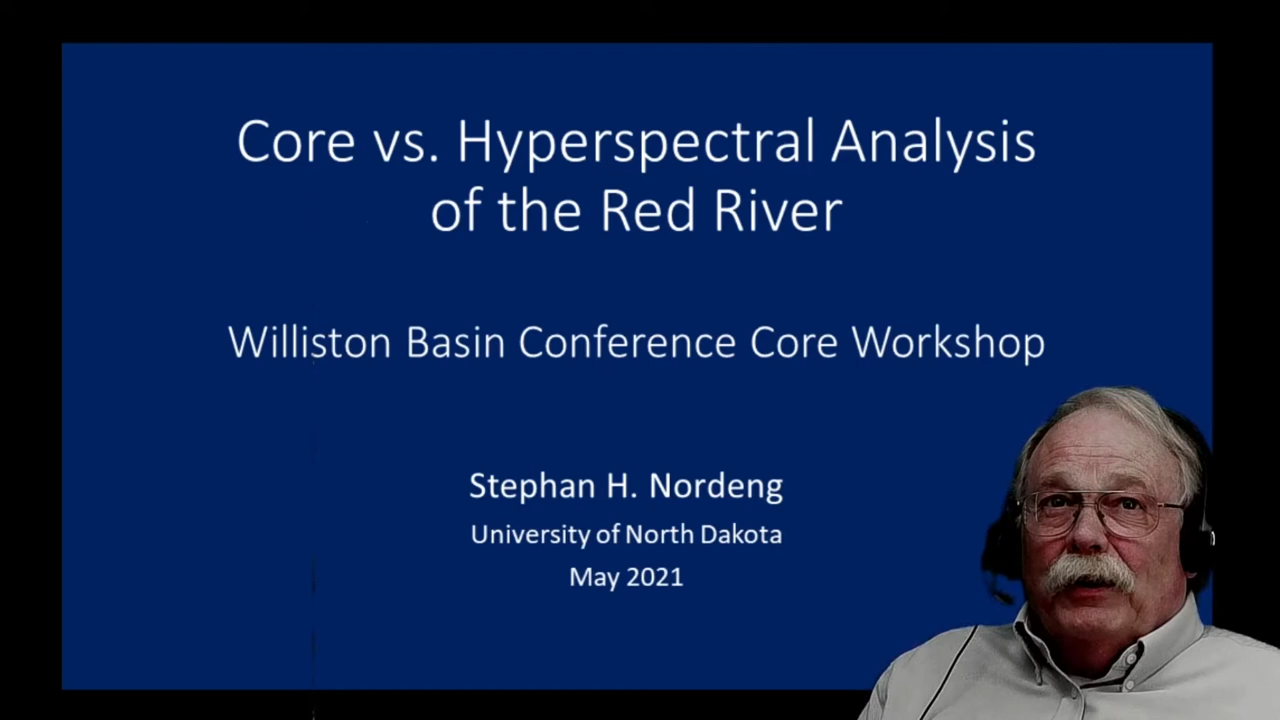 Core vs. Hyperspectral Analysis
of the Red River
Williston Basin Conference Core Workshop
Stephan H. Nordeng
University of North Dakota
May 2021